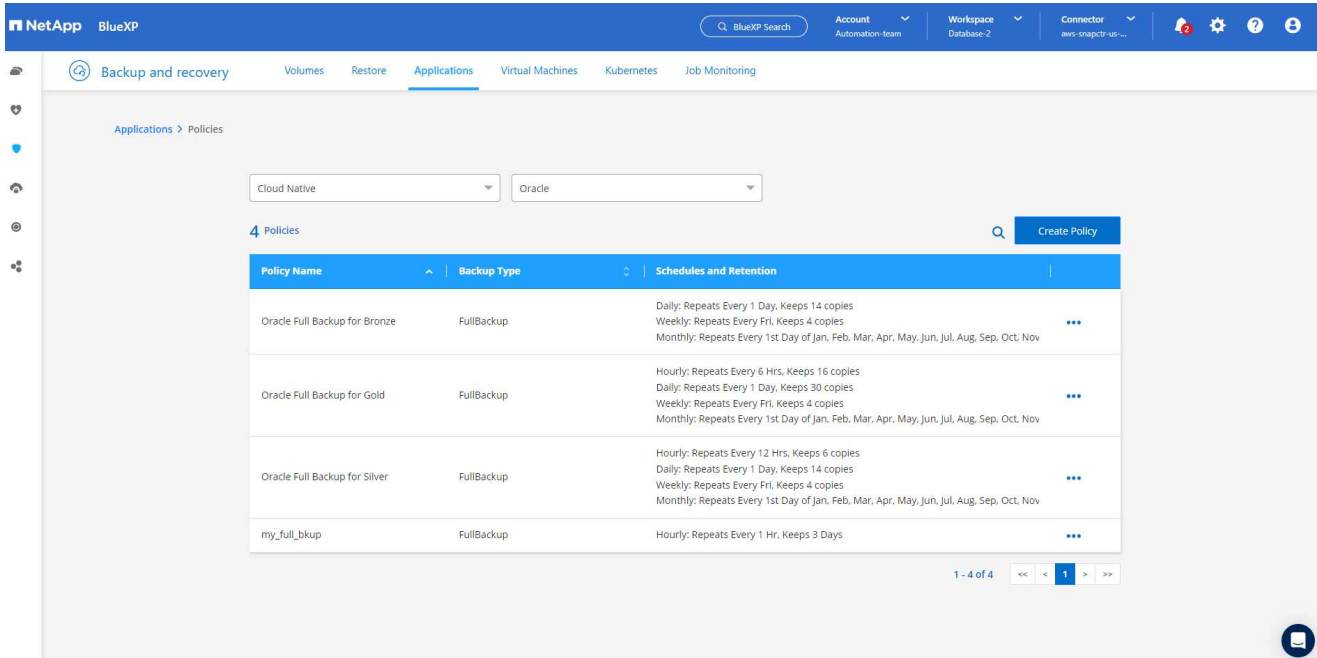 NetApp BlueXP
BlueXP Search
Account
Automation-team
Workspace
Database-2
Connector
aws-snapctr-us-...
2
Backup and recovery
Volumes
Restore
Applications
Virtual Machines
Kubernetes
Job Monitoring
Applications > Policies
Cloud Native
Oracle
4 Policies
Create Policy
Policy Name
Backup Type
Schedules and Retention
Oracle Full Backup for Bronze
FullBackup
Daily: Repeats Every 1 Day, Keeps 14 copies
Weekly: Repeats Every Fri, Keeps 4 copies
Monthly: Repeats Every 1st Day of Jan, Feb, Mar, Apr, May, Jun, Jul, Aug, Sep, Oct, Nov
Oracle Full Backup for Gold
FullBackup
Hourly: Repeats Every 6 Hrs, Keeps 16 copies
Daily: Repeats Every 1 Day, Keeps 30 copies
Weekly: Repeats Every Fri, Keeps 4 copies
Monthly: Repeats Every 1st Day of Jan, Feb, Mar, Apr, May, Jun, Jul, Aug, Sep, Oct, Nov
Oracle Full Backup for Silver
FullBackup
Hourly: Repeats Every 12 Hrs, Keeps 6 copies
Daily: Repeats Every 1 Day, Keeps 14 copies
Weekly: Repeats Every Fri, Keeps 4 copies
Monthly: Repeats Every 1st Day of Jan, Feb, Mar, Apr, May, Jun, Jul, Aug, Sep, Oct, Nov
my_full_bkup
FullBackup
Hourly: Repeats Every 1 Hr, Keeps 3 Days
1 - 4 of 4
<< < 1 > >>